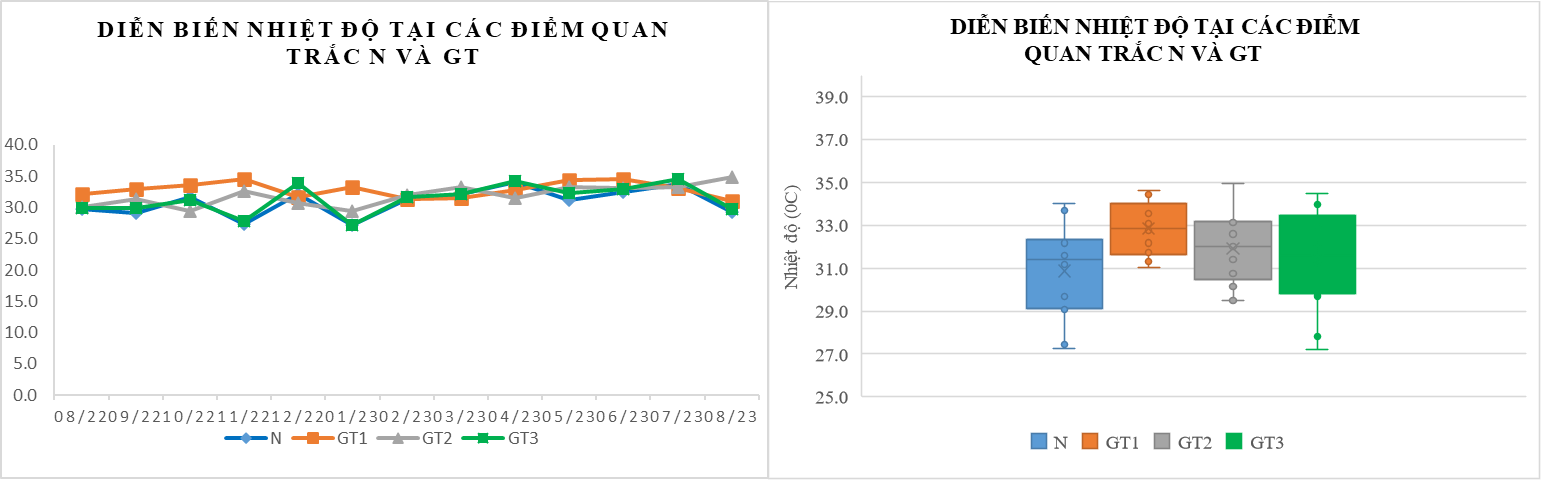 DIỄN BIẾN NHIỆT ĐỘ TẠI CÁC ĐIỂM QUAN
TRẮC N VÀ GT
40.0
35.0
30.0
25.0
20.0
15.0
10.0
5.0
0.0
08/22 09/22 10/22 11/22 12/22 01/23 02/23 03/23 04/23 05/23 06/23 07/23 08/23
N GT1 GT2 GT3
DIỄN BIẾN NHIỆT ĐỘ TẠI CÁC ĐIỂM
QUAN TRẮC N VÀ GT
Nhiệt độ (0C)
39.0
37.0
35.0
33.0
31.0
29.0
27.0
25.0
N GT1 GT2 GT3